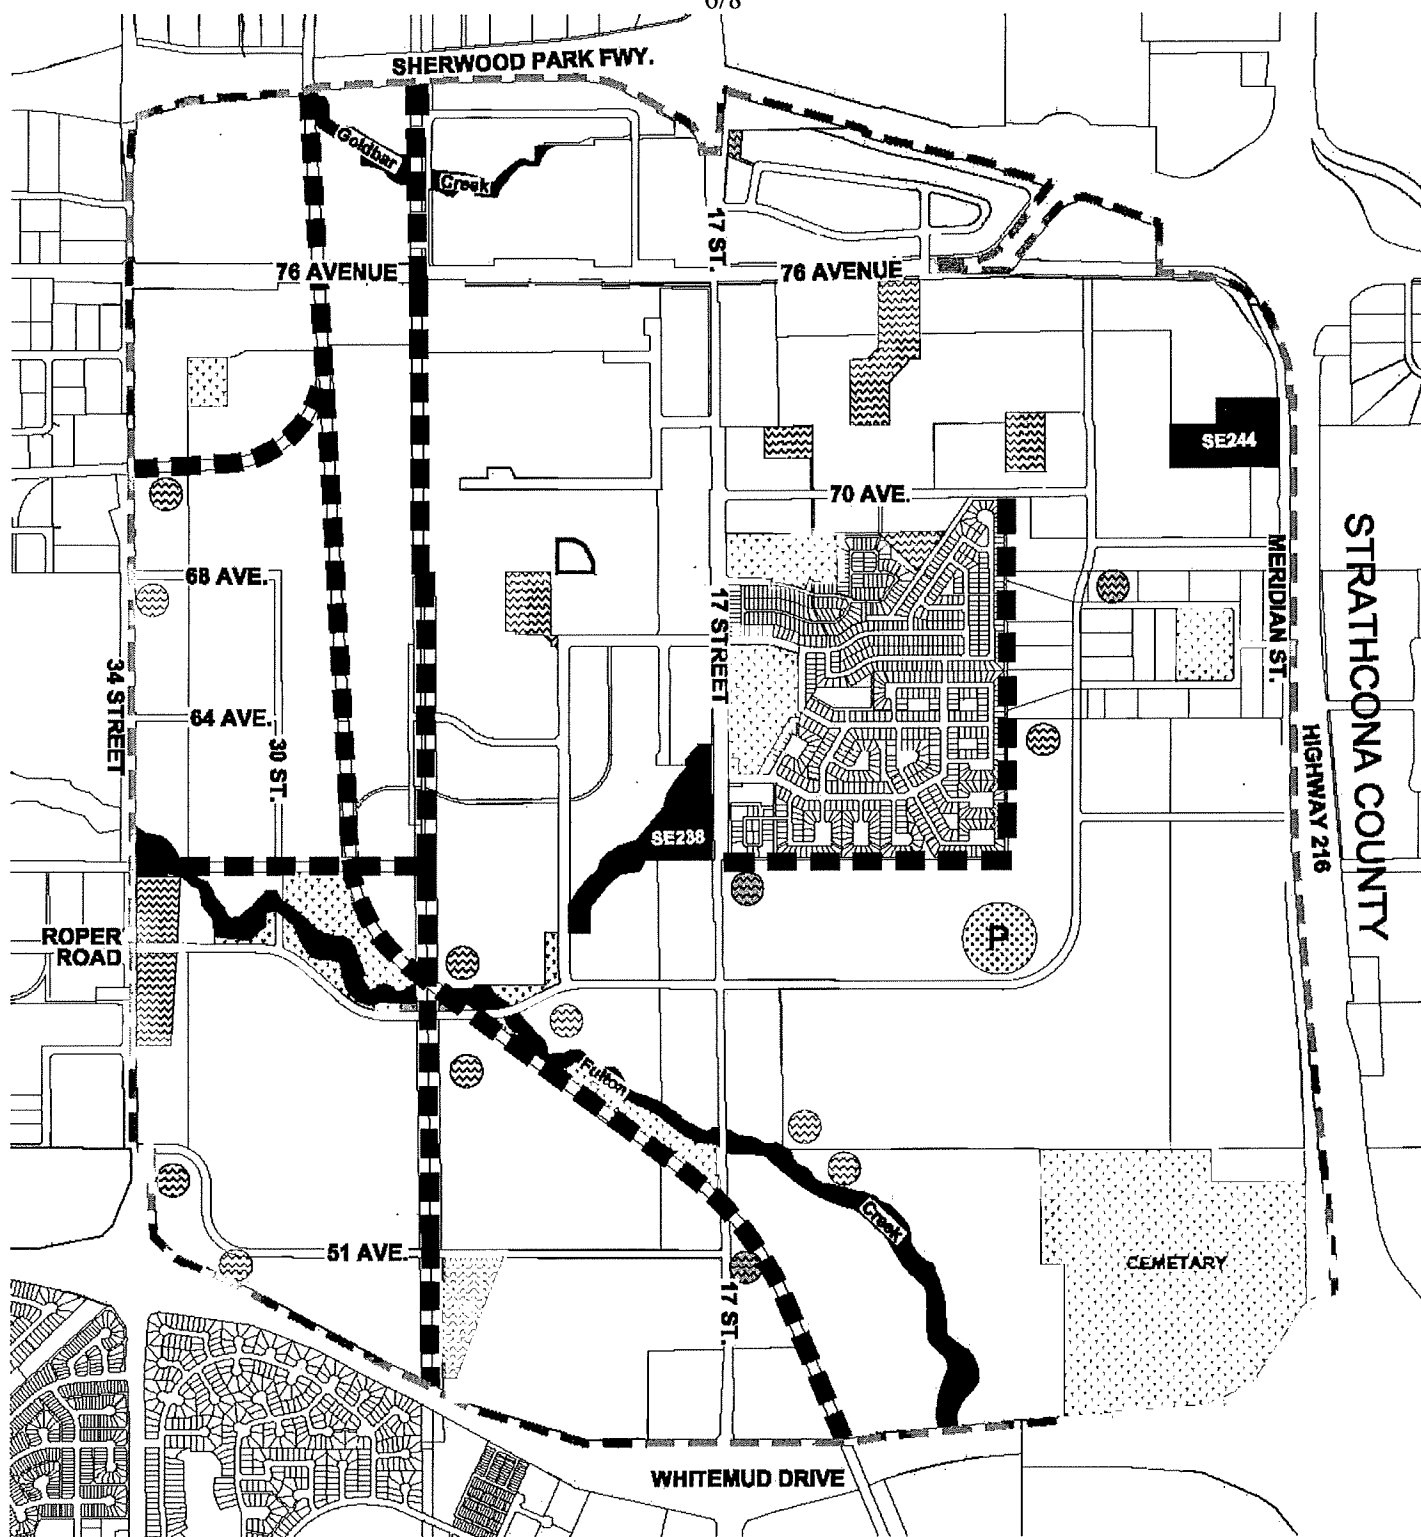 6/8
SHERWOOD PARK FWY.
Goldbar
Creek
17 ST.
76 AVENUE
76 AVENUE
SE244
70 AVE.
STRATHCONA COUNTY
MERIDIAN ST.
68 AVE.
17 STREET
34 STREET
64 AVE.
30 ST.
HIGHWAY 216
SE238
P
ROPER
ROAD
Fulton
Creek
51 AVE.
CEMETARY
17 ST.
WHITEMUD DRIVE